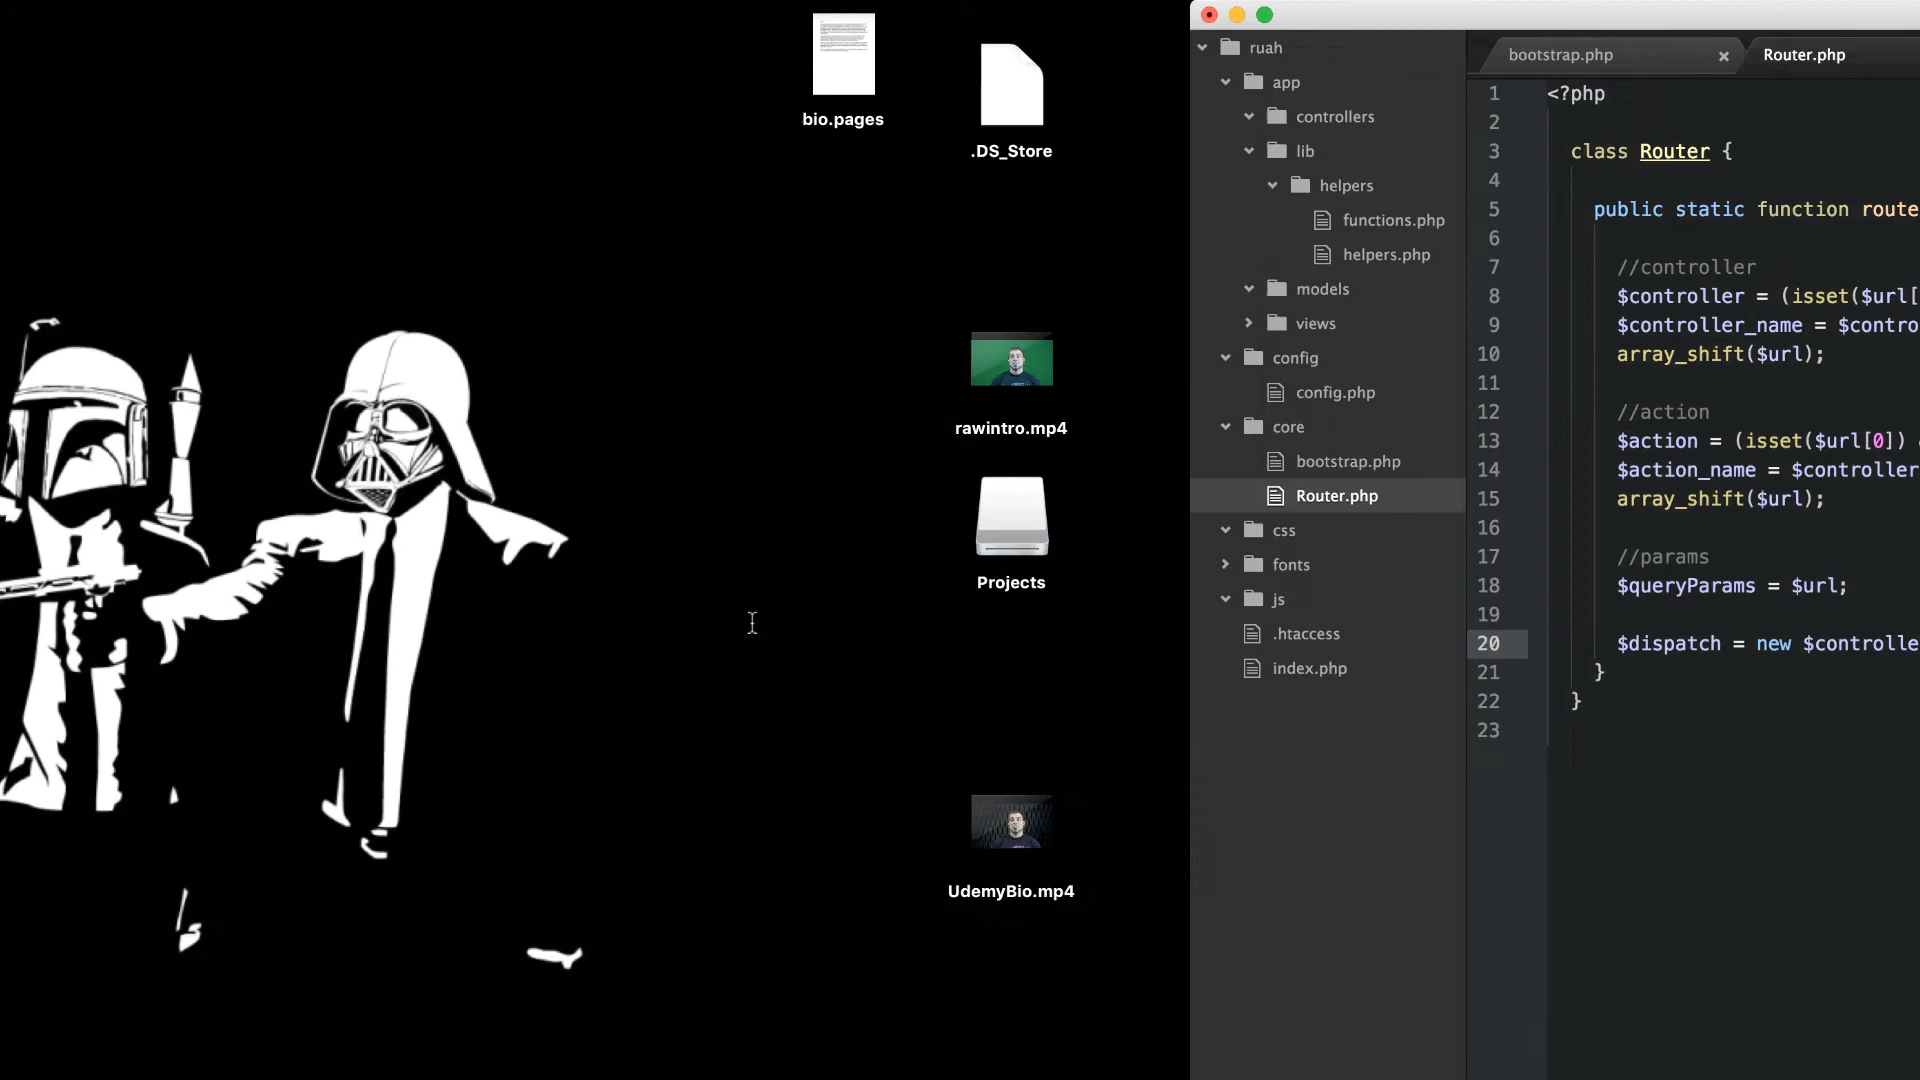 bio.pages
.DS_Store
rawintro.mp4
Projects
UdemyBio.mp4
ruah
app
controllers
lib
helpers
functions.php
helpers.php
models
views
config
config.php
core
bootstrap.php
Router.php
css
fonts
js
.htaccess
index.php
bootstrap.php
Router.php
1 <?php
2
3 class Router {
4
5 public static function route
6
7 //controller
8 $controller = (isset($url[
9 $controller_name = $contro
10 array_shift($url);
11
12 //action
13 $action = (isset($url[0])
14 $action_name = $controller
15 array_shift($url);
16
17 //params
18 $queryParams = $url;
19
20 $dispatch = new $controlle
21 }
22 }
23